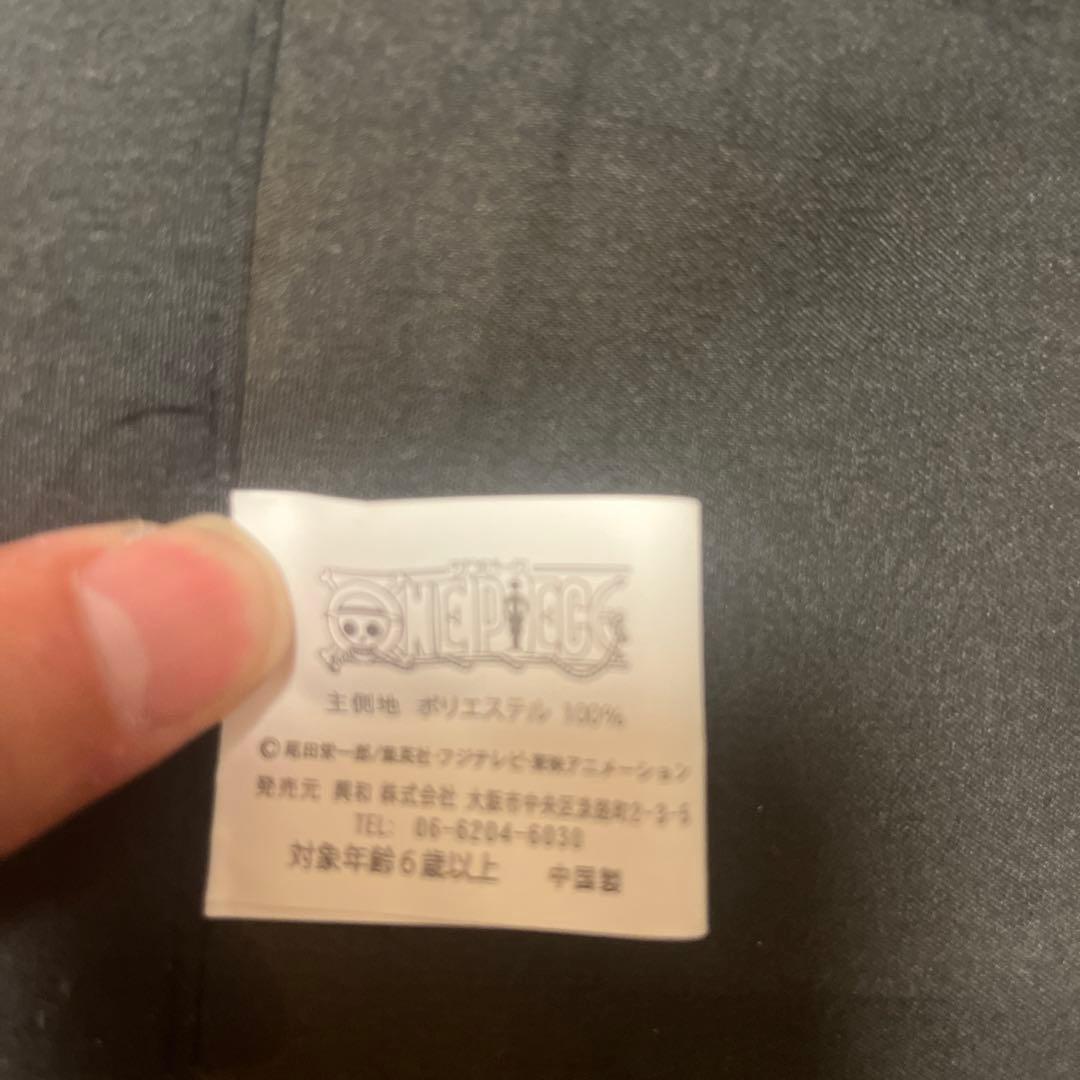 ONE PIECE
主側地 ポリエステル 100%
©尾田栄一郎/集英社・フジテレビ・東映アニメーション
発売元 興和 株式会社 大阪市中央区淡路町2-3-5
TEL: 06-6204-6030
対象年齢6歳以上 中国製